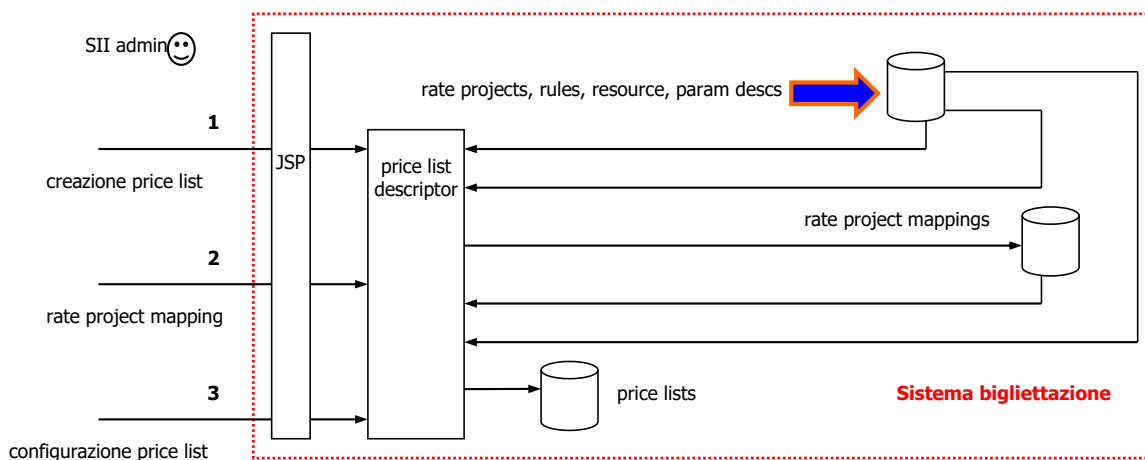 SII admin
rate projects, rules, resource, param descs
1
JSP
price list
descriptor
creazione price list
rate project mappings
2
rate project mapping
3
price lists
Sistema bigliettazione
configurazione price list